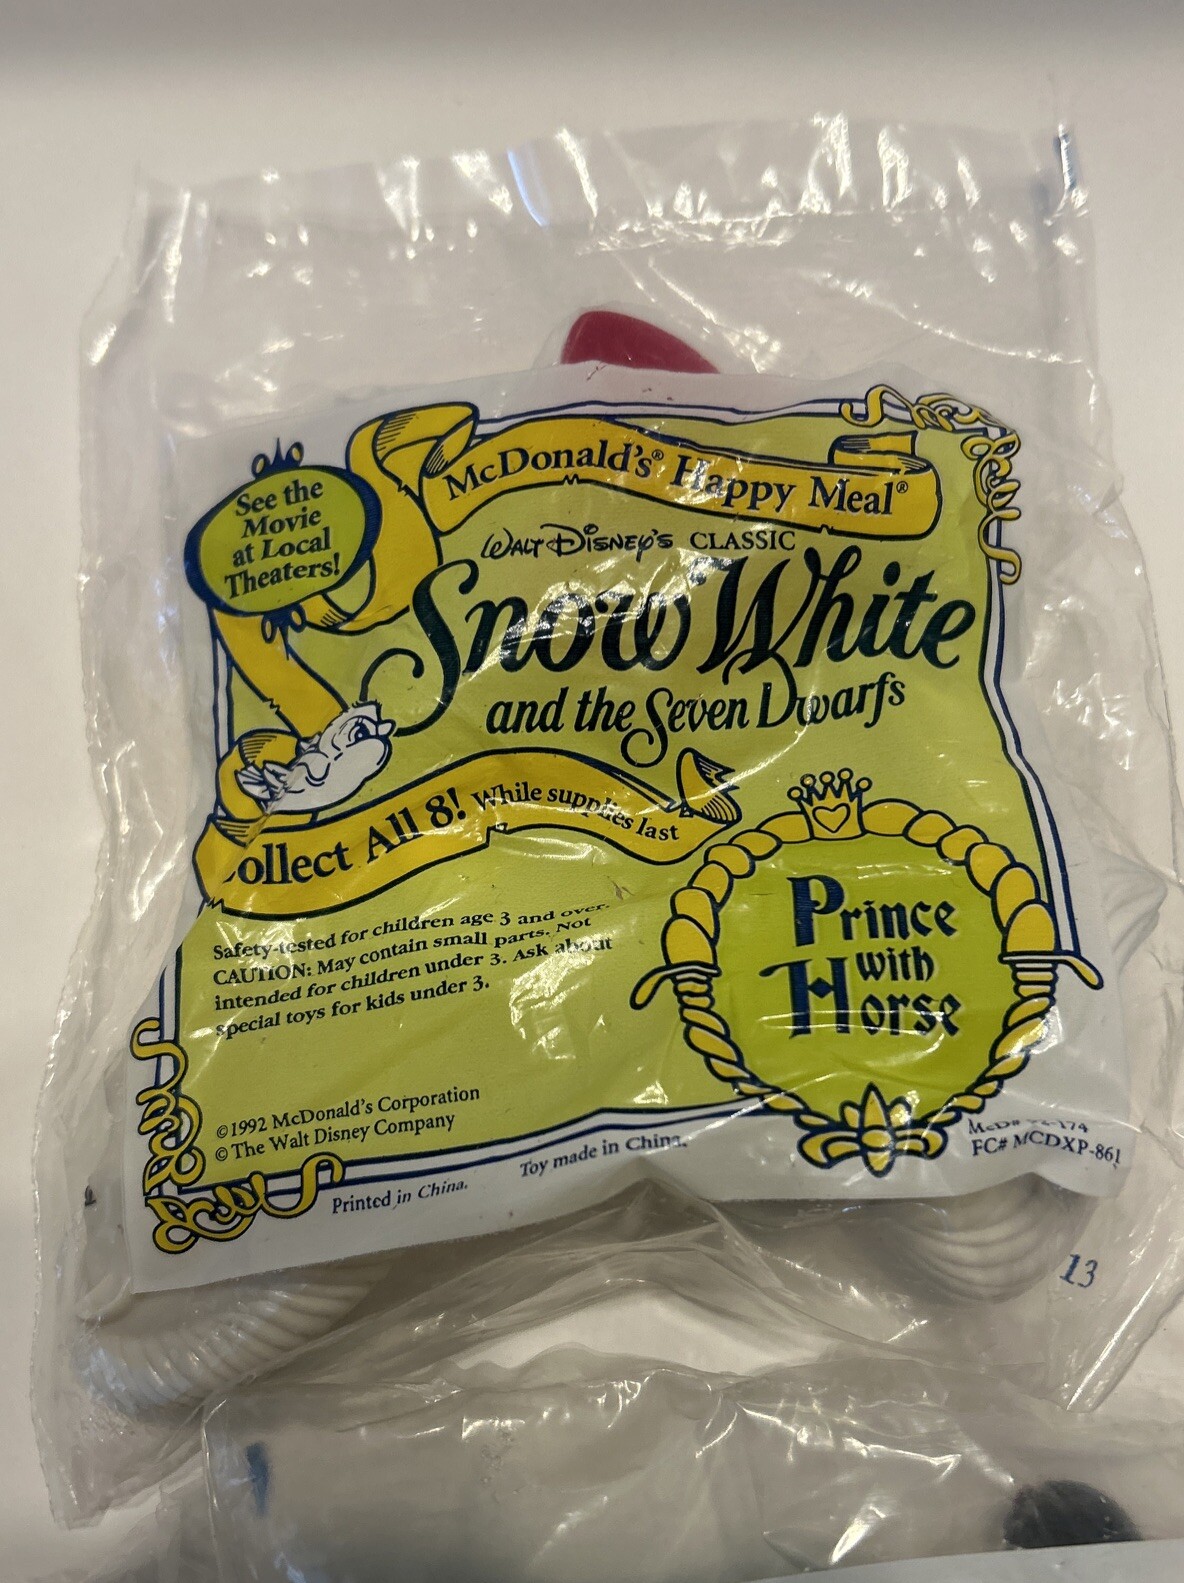 See the
Movie
at Local
Theaters!
McDonald's® Happy Meal®
Walt Disney's CLASSIC
Snow White
and the Seven Dwarfs
ollect All 8! While supplies last
Prince
with
Horse
Safety-tested for children age 3 and over.
CAUTION: May contain small parts. Not
intended for children under 3. Ask about
special toys for kids under 3.
©1992 McDonald's Corporation
© The Walt Disney Company
Printed in China.
Toy made in China.
McD#
FC# MCDXP-861
13